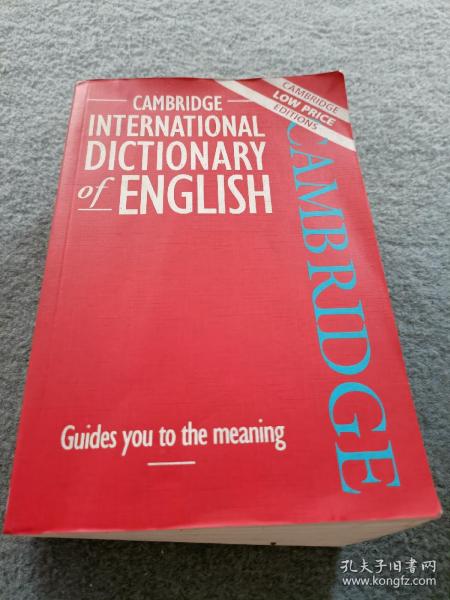 CAMBRIDGE
INTERNATIONAL
DICTIONARY
of ENGLISH
CAMBRIDGE
LOW PRICE
EDITIONS
CAMBRIDGE
Guides you to the meaning
孔夫子旧书网
www.kongfz.com